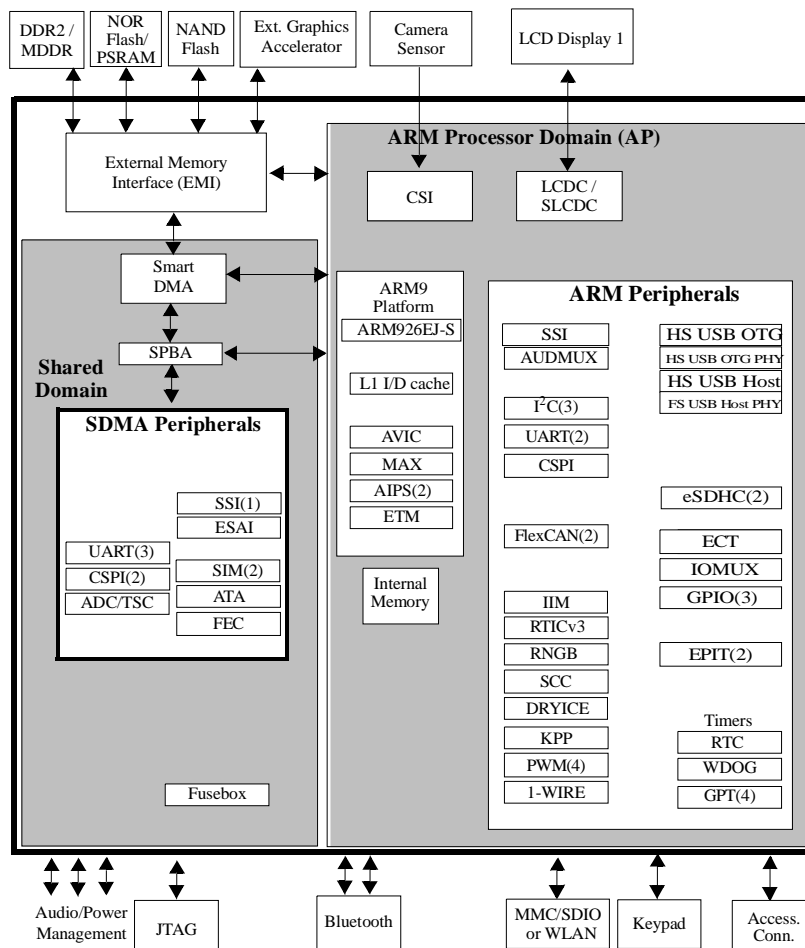 DDR2 /
MDDR
NOR
Flash/
PSRAM
NAND
Flash
Ext. Graphics
Accelerator
Camera
Sensor
LCD Display 1
External Memory
Interface (EMI)
ARM Processor Domain (AP)
CSI
LCDC /
SLCDC
Smart
DMA
SPBA
Shared
Domain
SDMA Peripherals
SSI(1)
ESAI
UART(3)
CSPI(2)
ADC/TSC
SIM(2)
ATA
FEC
Fusebox
ARM9
Platform
ARM926EJ-S
L1 I/D cache
AVIC
MAX
AIPS(2)
ETM
Internal
Memory
ARM Peripherals
SSI
AUDMUX
I²C(3)
UART(2)
CSPI
FlexCAN(2)
IIM
RTICv3
RNGB
SCC
DRYICE
KPP
PWM(4)
1-WIRE
HS USB OTG
HS USB OTG PHY
HS USB Host
FS USB Host PHY
eSDHC(2)
ECT
IOMUX
GPIO(3)
EPIT(2)
Timers
RTC
WDOG
GPT(4)
Audio/Power
Management
JTAG
Bluetooth
MMC/SDIO
or WLAN
Keypad
Access.
Conn.